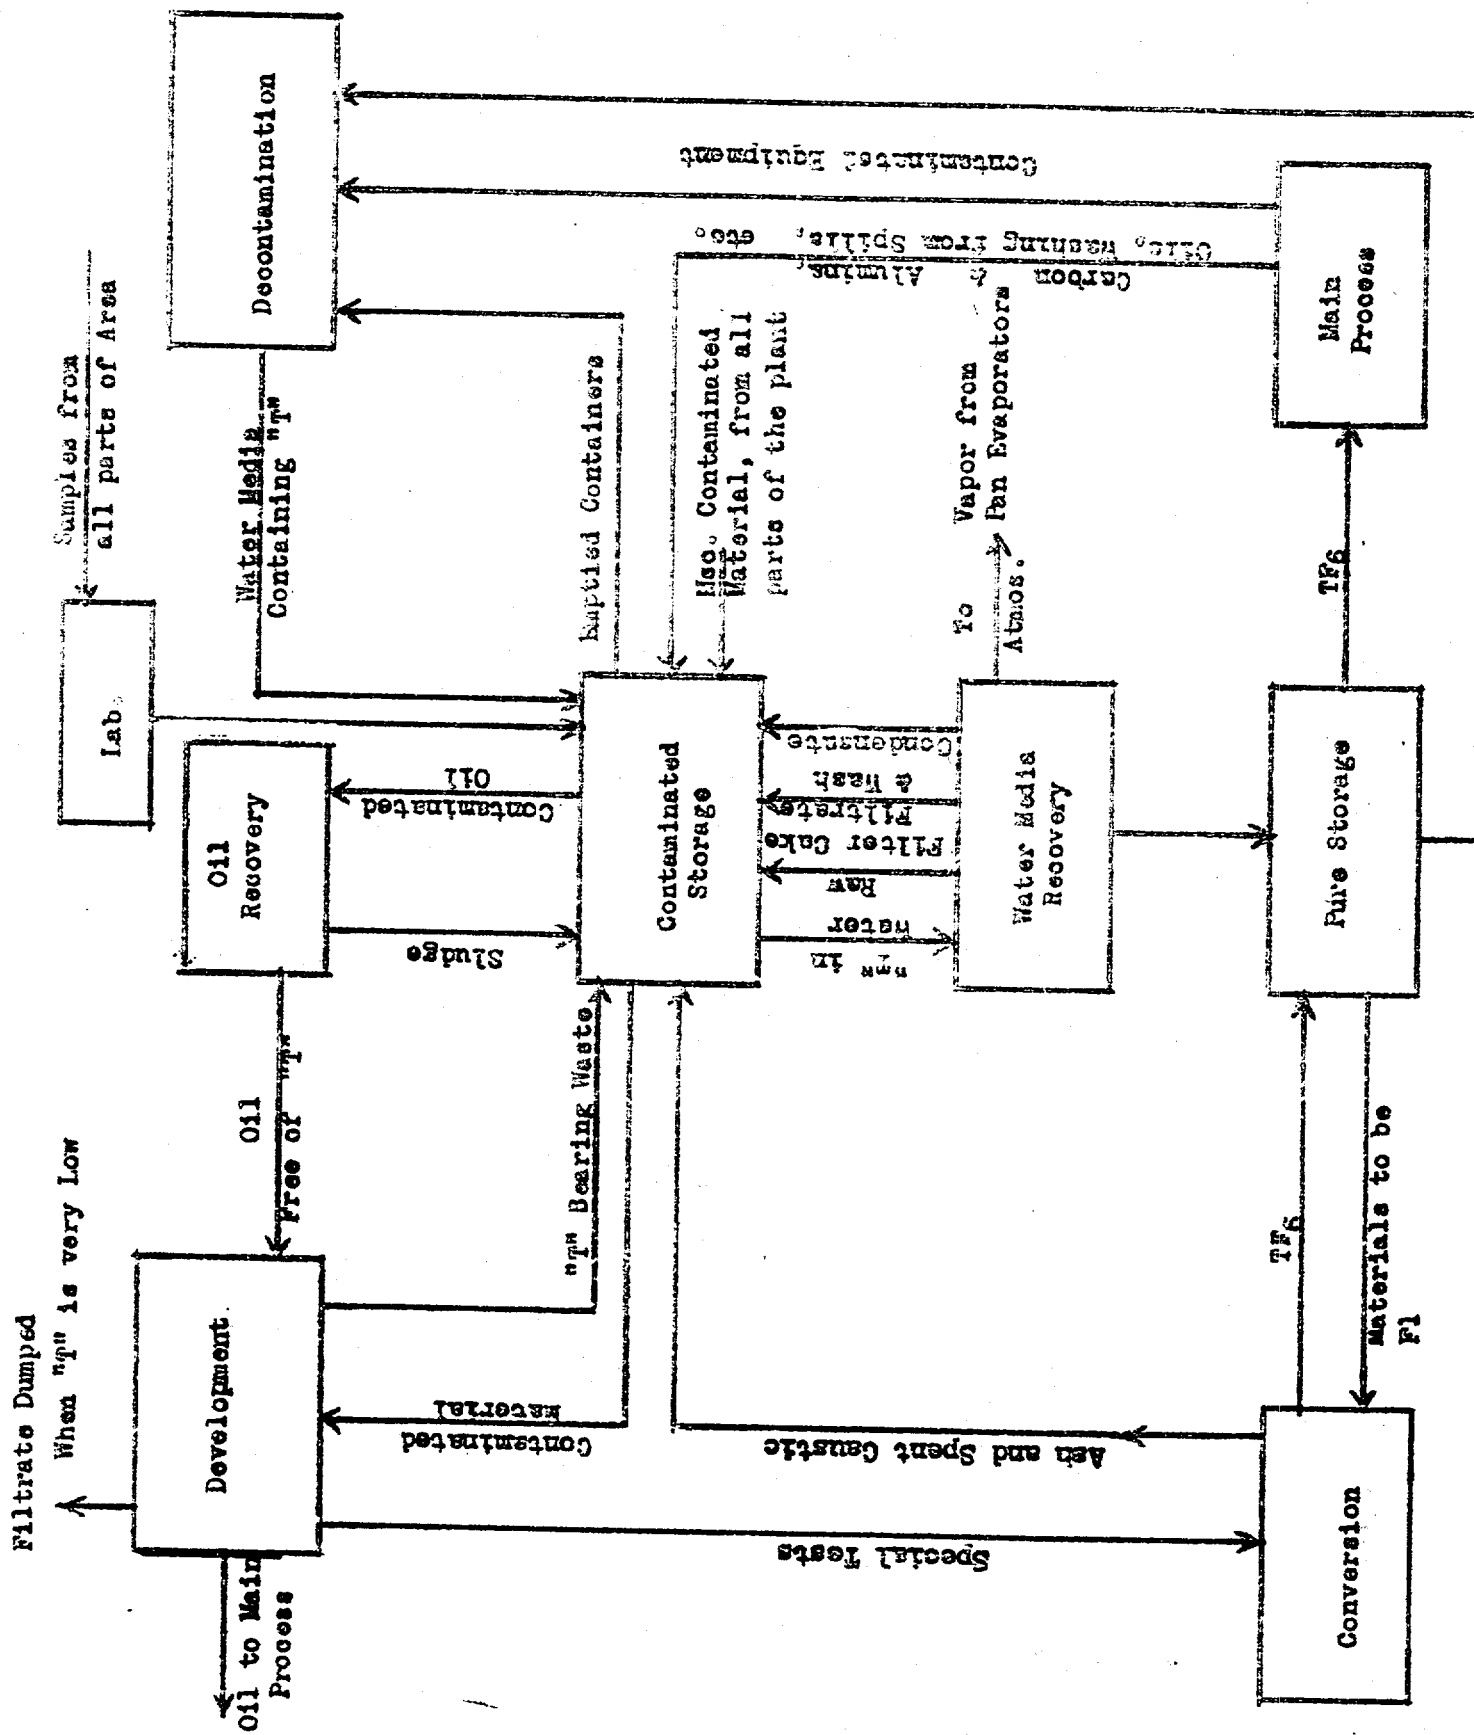 Filtrate Dumped
When "T" is very Low
Oil to Main
Process
Development
Oil
Free of "T"
Oil
Recovery
Lab.
Samples from
all parts of Area
Water Media
Containing "T"
Decontamination
Contaminated
Material
"T" Bearing Waste
Sludge
Contaminated
Oil
Emptied Containers
Contaminated
Storage
Msc. Contaminated
Material, from all
parts of the plant
Carbon & Alumina,
Oils, Washing from Spills, etc.
Contaminated Equipment
Special Tests
Ash and Spent Caustic
"T" in
Water
Raw
Filter Cake
Filtrate
& Wash
Condensate
Water Media
Recovery
To
Atmos.
Vapor from
Pan Evaporators
Conversion
TF6
Materials to be
Fl
Pure Storage
TF6
Main
Process